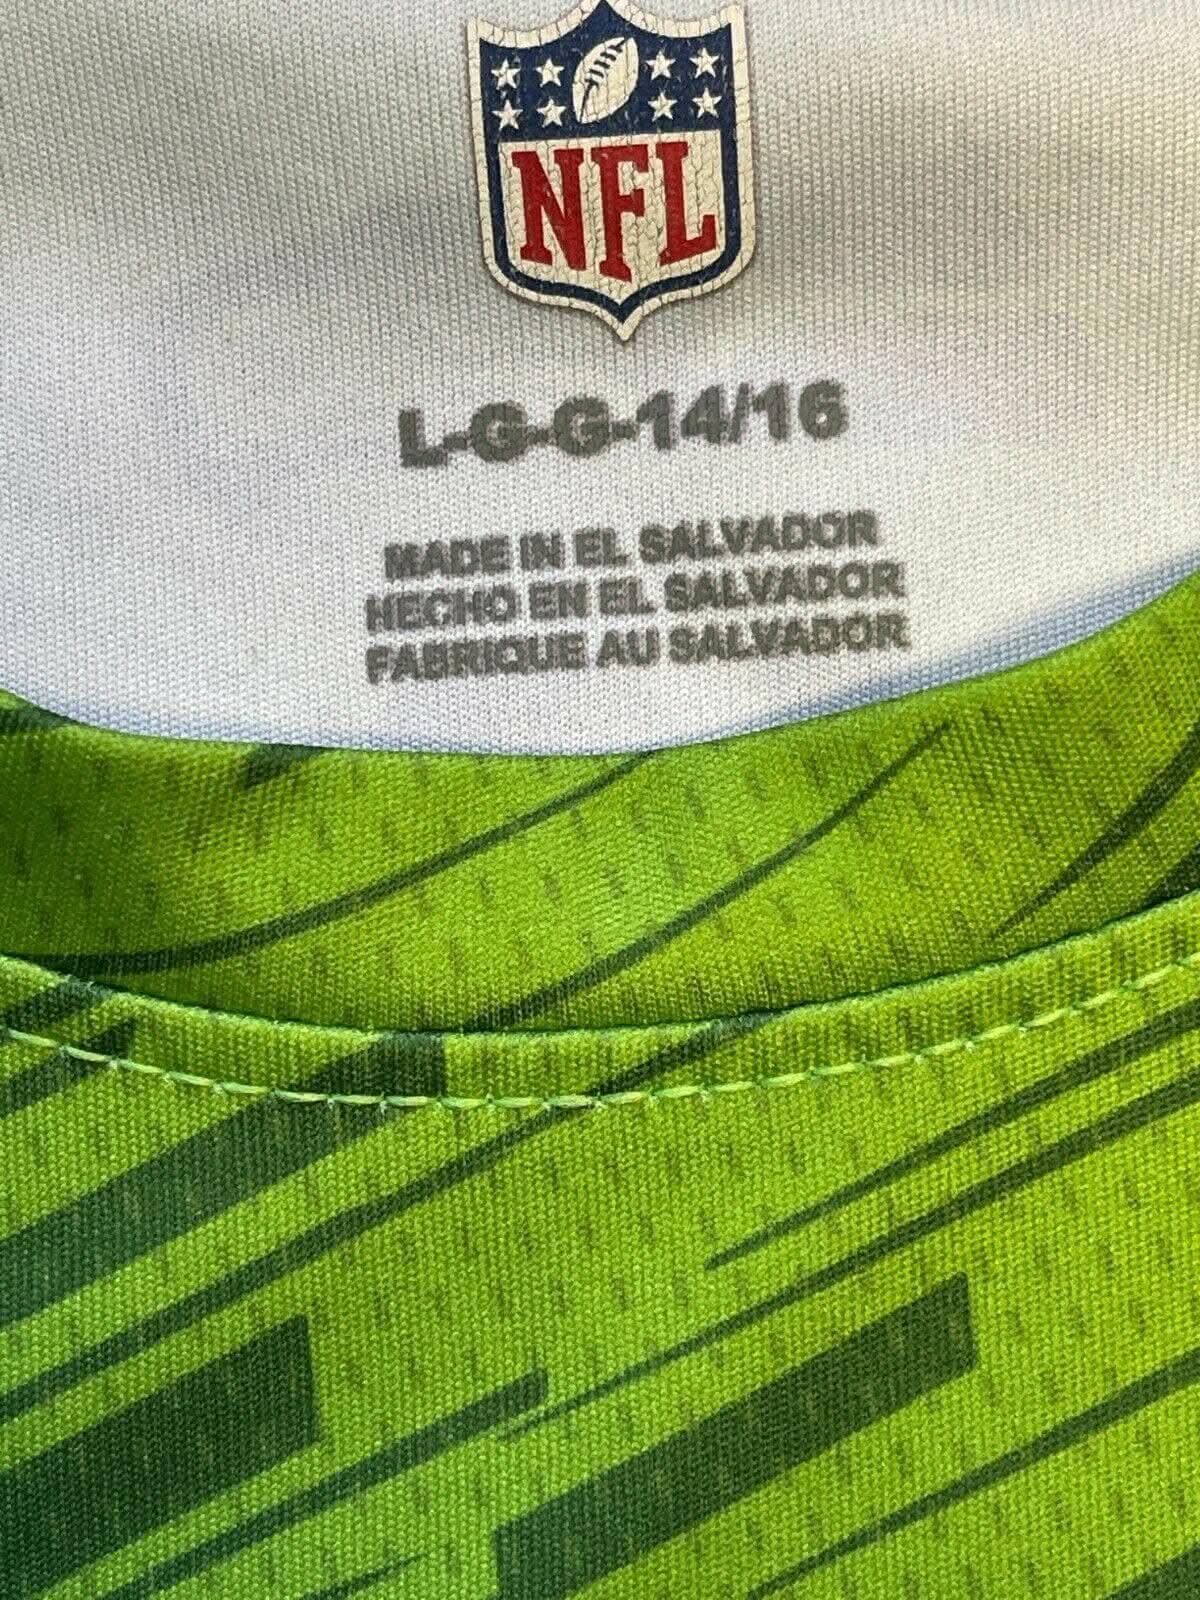 NFL
L-G-G-14/16
MADE IN EL SALVADOR
HECHO EN EL SALVADOR
FABRIQUE AU SALVADOR